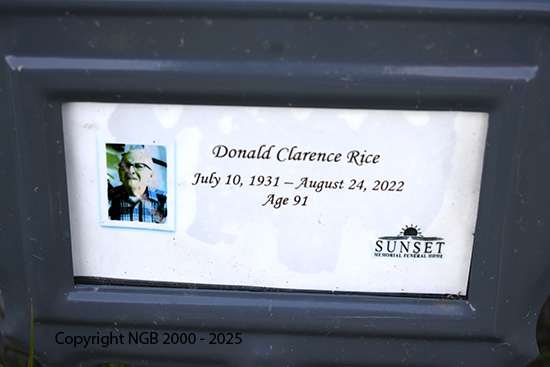 Donald Clarence Rice
July 10, 1931 – August 24, 2022
Age 91
SUNSET
MEMORIAL FUNERAL HOME
Copyright NGB 2000 - 2025